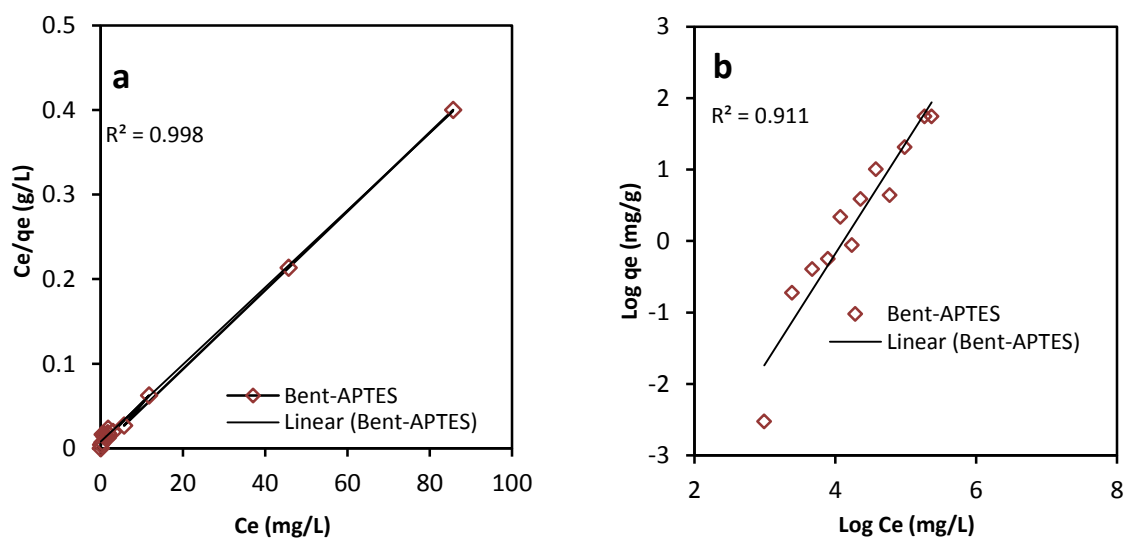 a
R² = 0.998
0.5
0.4
0.3
0.2
0.1
0
0
20
40
60
80
100
Ce/qe (g/L)
Ce (mg/L)
Bent-APTES
Linear (Bent-APTES)
b
R² = 0.911
3
2
1
0
-1
-2
-3
2
4
6
8
Log qe (mg/g)
Log Ce (mg/L)
Bent-APTES
Linear (Bent-APTES)